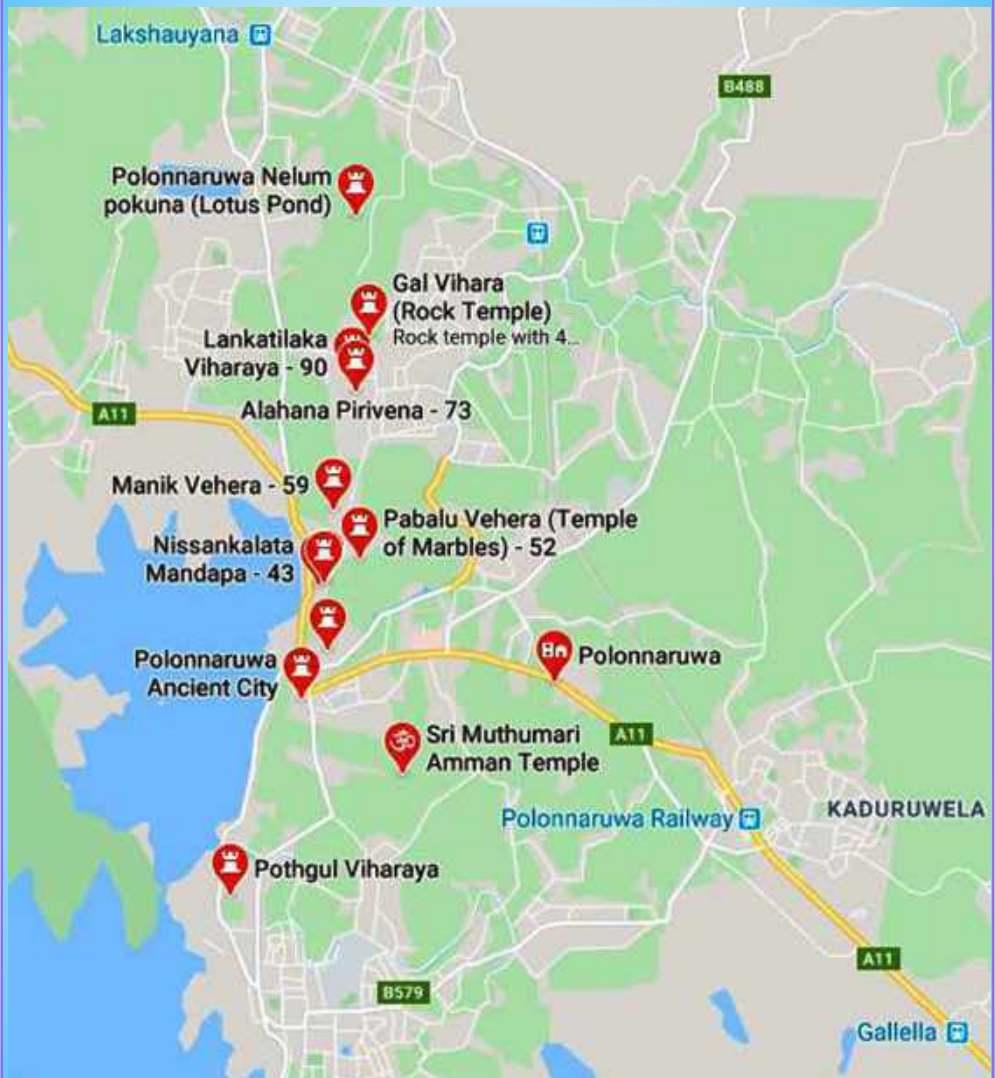 Lakshauyana
B488
Polonnaruwa Nelum
pokuna (Lotus Pond)
Gal Vihara
(Rock Temple)
Rock temple with 4...
Lankatilaka
Viharaya - 90
Alahana Pirivena - 73
A11
Manik Vehera - 59
Pabalu Vehera (Temple
of Marbles) - 52
Nissankalata
Mandapa - 43
Polonnaruwa
Ancient City
Polonnaruwa
A11
Sri Muthumari
Amman Temple
Polonnaruwa Railway
KADURUWELA
Pothgul Viharaya
A11
B579
Gallella